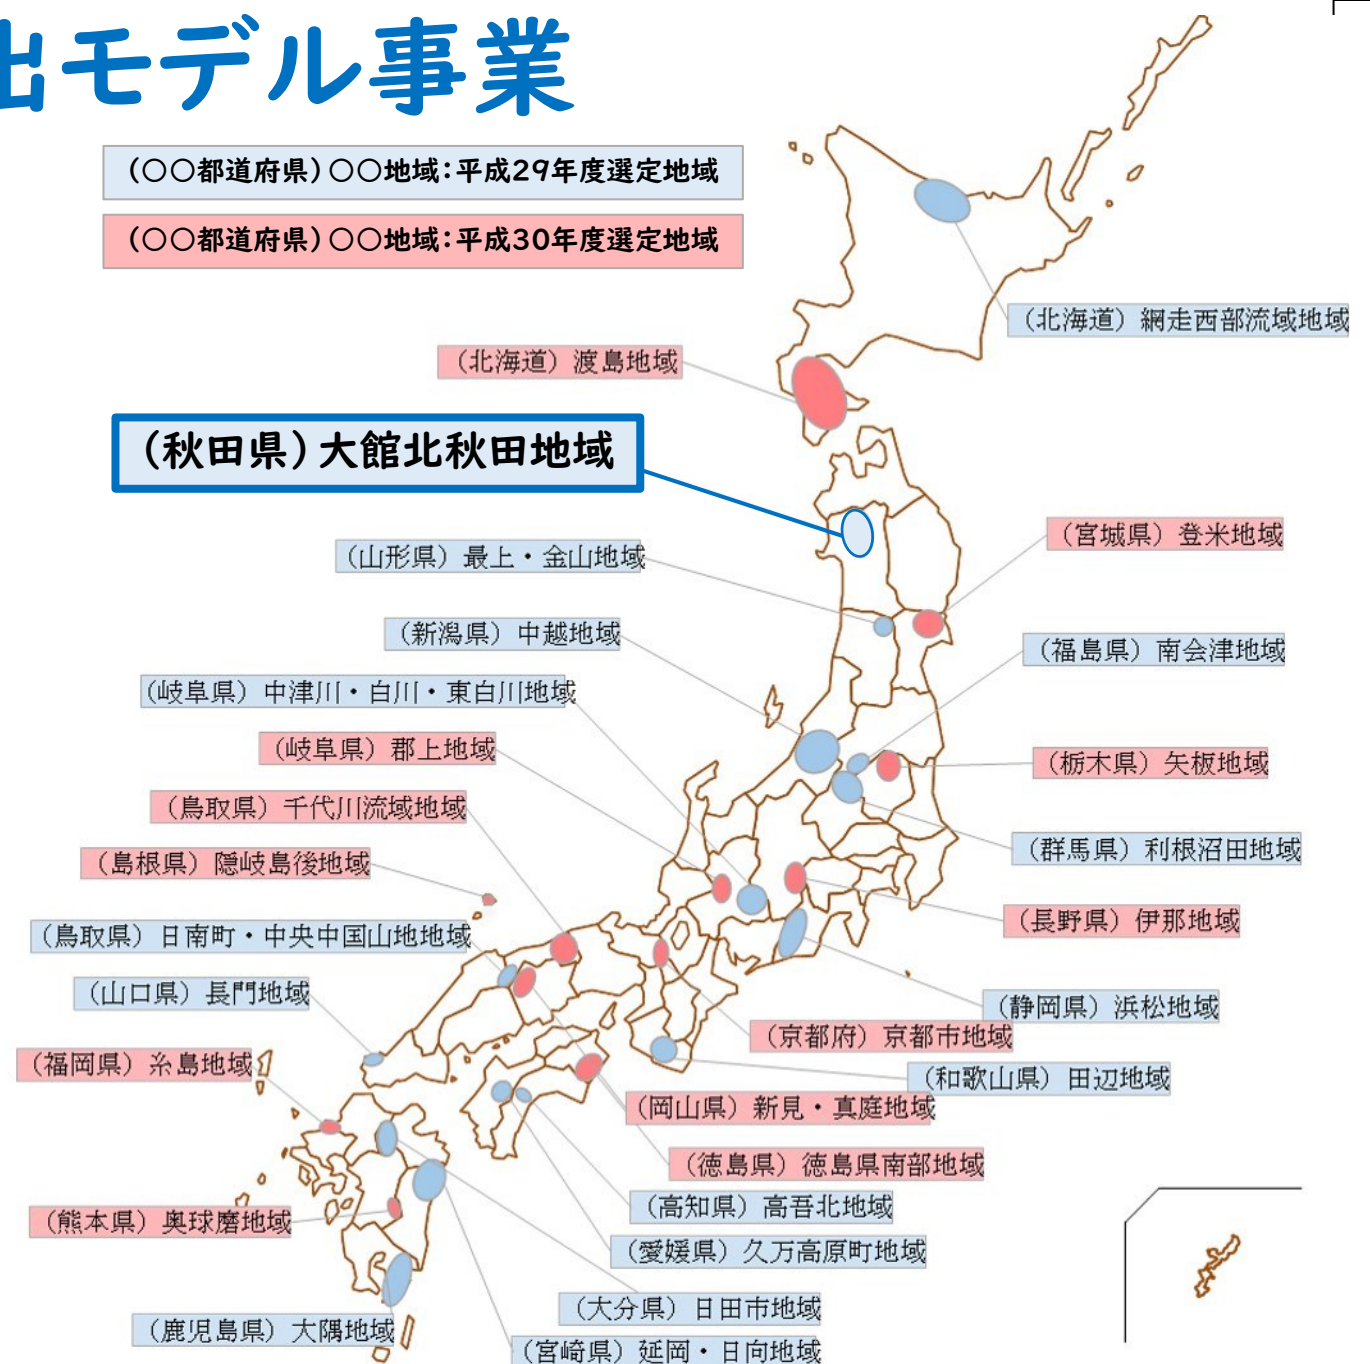 出モデル事業
(○○都道府県)○○地域:平成29年度選定地域
(○○都道府県)○○地域:平成30年度選定地域
(北海道)網走西部流域地域
(北海道)渡島地域
(秋田県)大館北秋田地域
(宮城県)登米地域
(山形県)最上・金山地域
(新潟県)中越地域
(福島県)南会津地域
(岐阜県)中津川・白川・東白川地域
(岐阜県)郡上地域
(栃木県)矢板地域
(鳥取県)千代川流域地域
(群馬県)利根沼田地域
(島根県)隠岐島後地域
(長野県)伊那地域
(鳥取県)日南町・中央中国山地地域
(山口県)長門地域
(静岡県)浜松地域
(京都府)京都市地域
(福岡県)糸島地域
(和歌山県)田辺地域
(岡山県)新見・真庭地域
(徳島県)徳島県南部地域
(高知県)高吾北地域
(熊本県)奥球磨地域
(愛媛県)久万高原町地域
(大分県)日田市地域
(鹿児島県)大隅地域
(宮崎県)延岡・日向地域